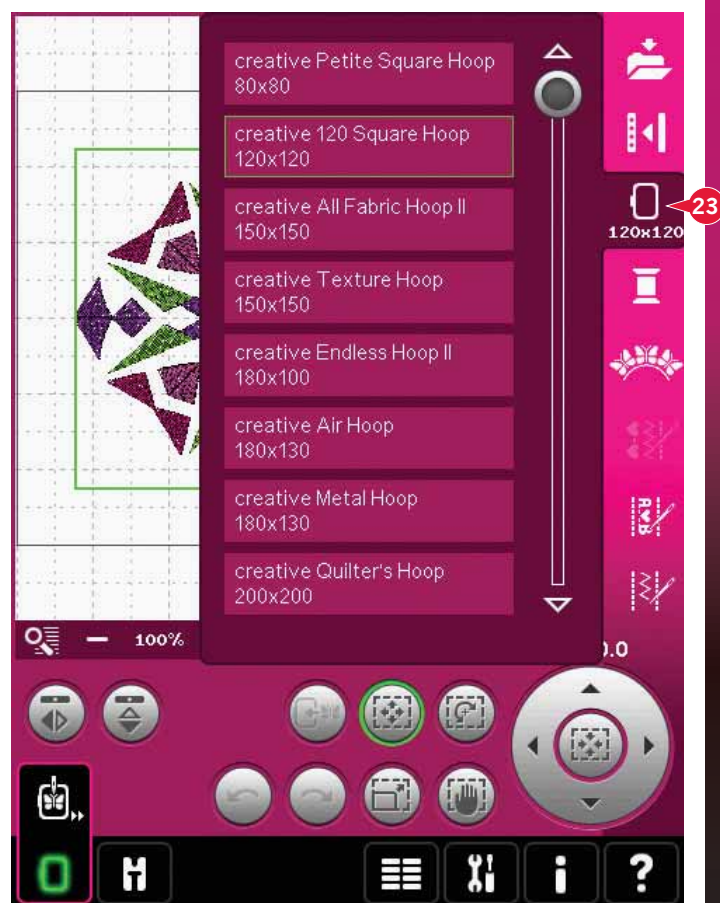 creative Petite Square Hoop
80x80
creative 120 Square Hoop
120x120
creative All Fabric Hoop II
150x150
creative Texture Hoop
150x150
creative Endless Hoop II
180x100
creative Air Hoop
180x130
creative Metal Hoop
180x130
creative Quilter's Hoop
200x200
120x120
23
A♥B
100%
0.0
i
?